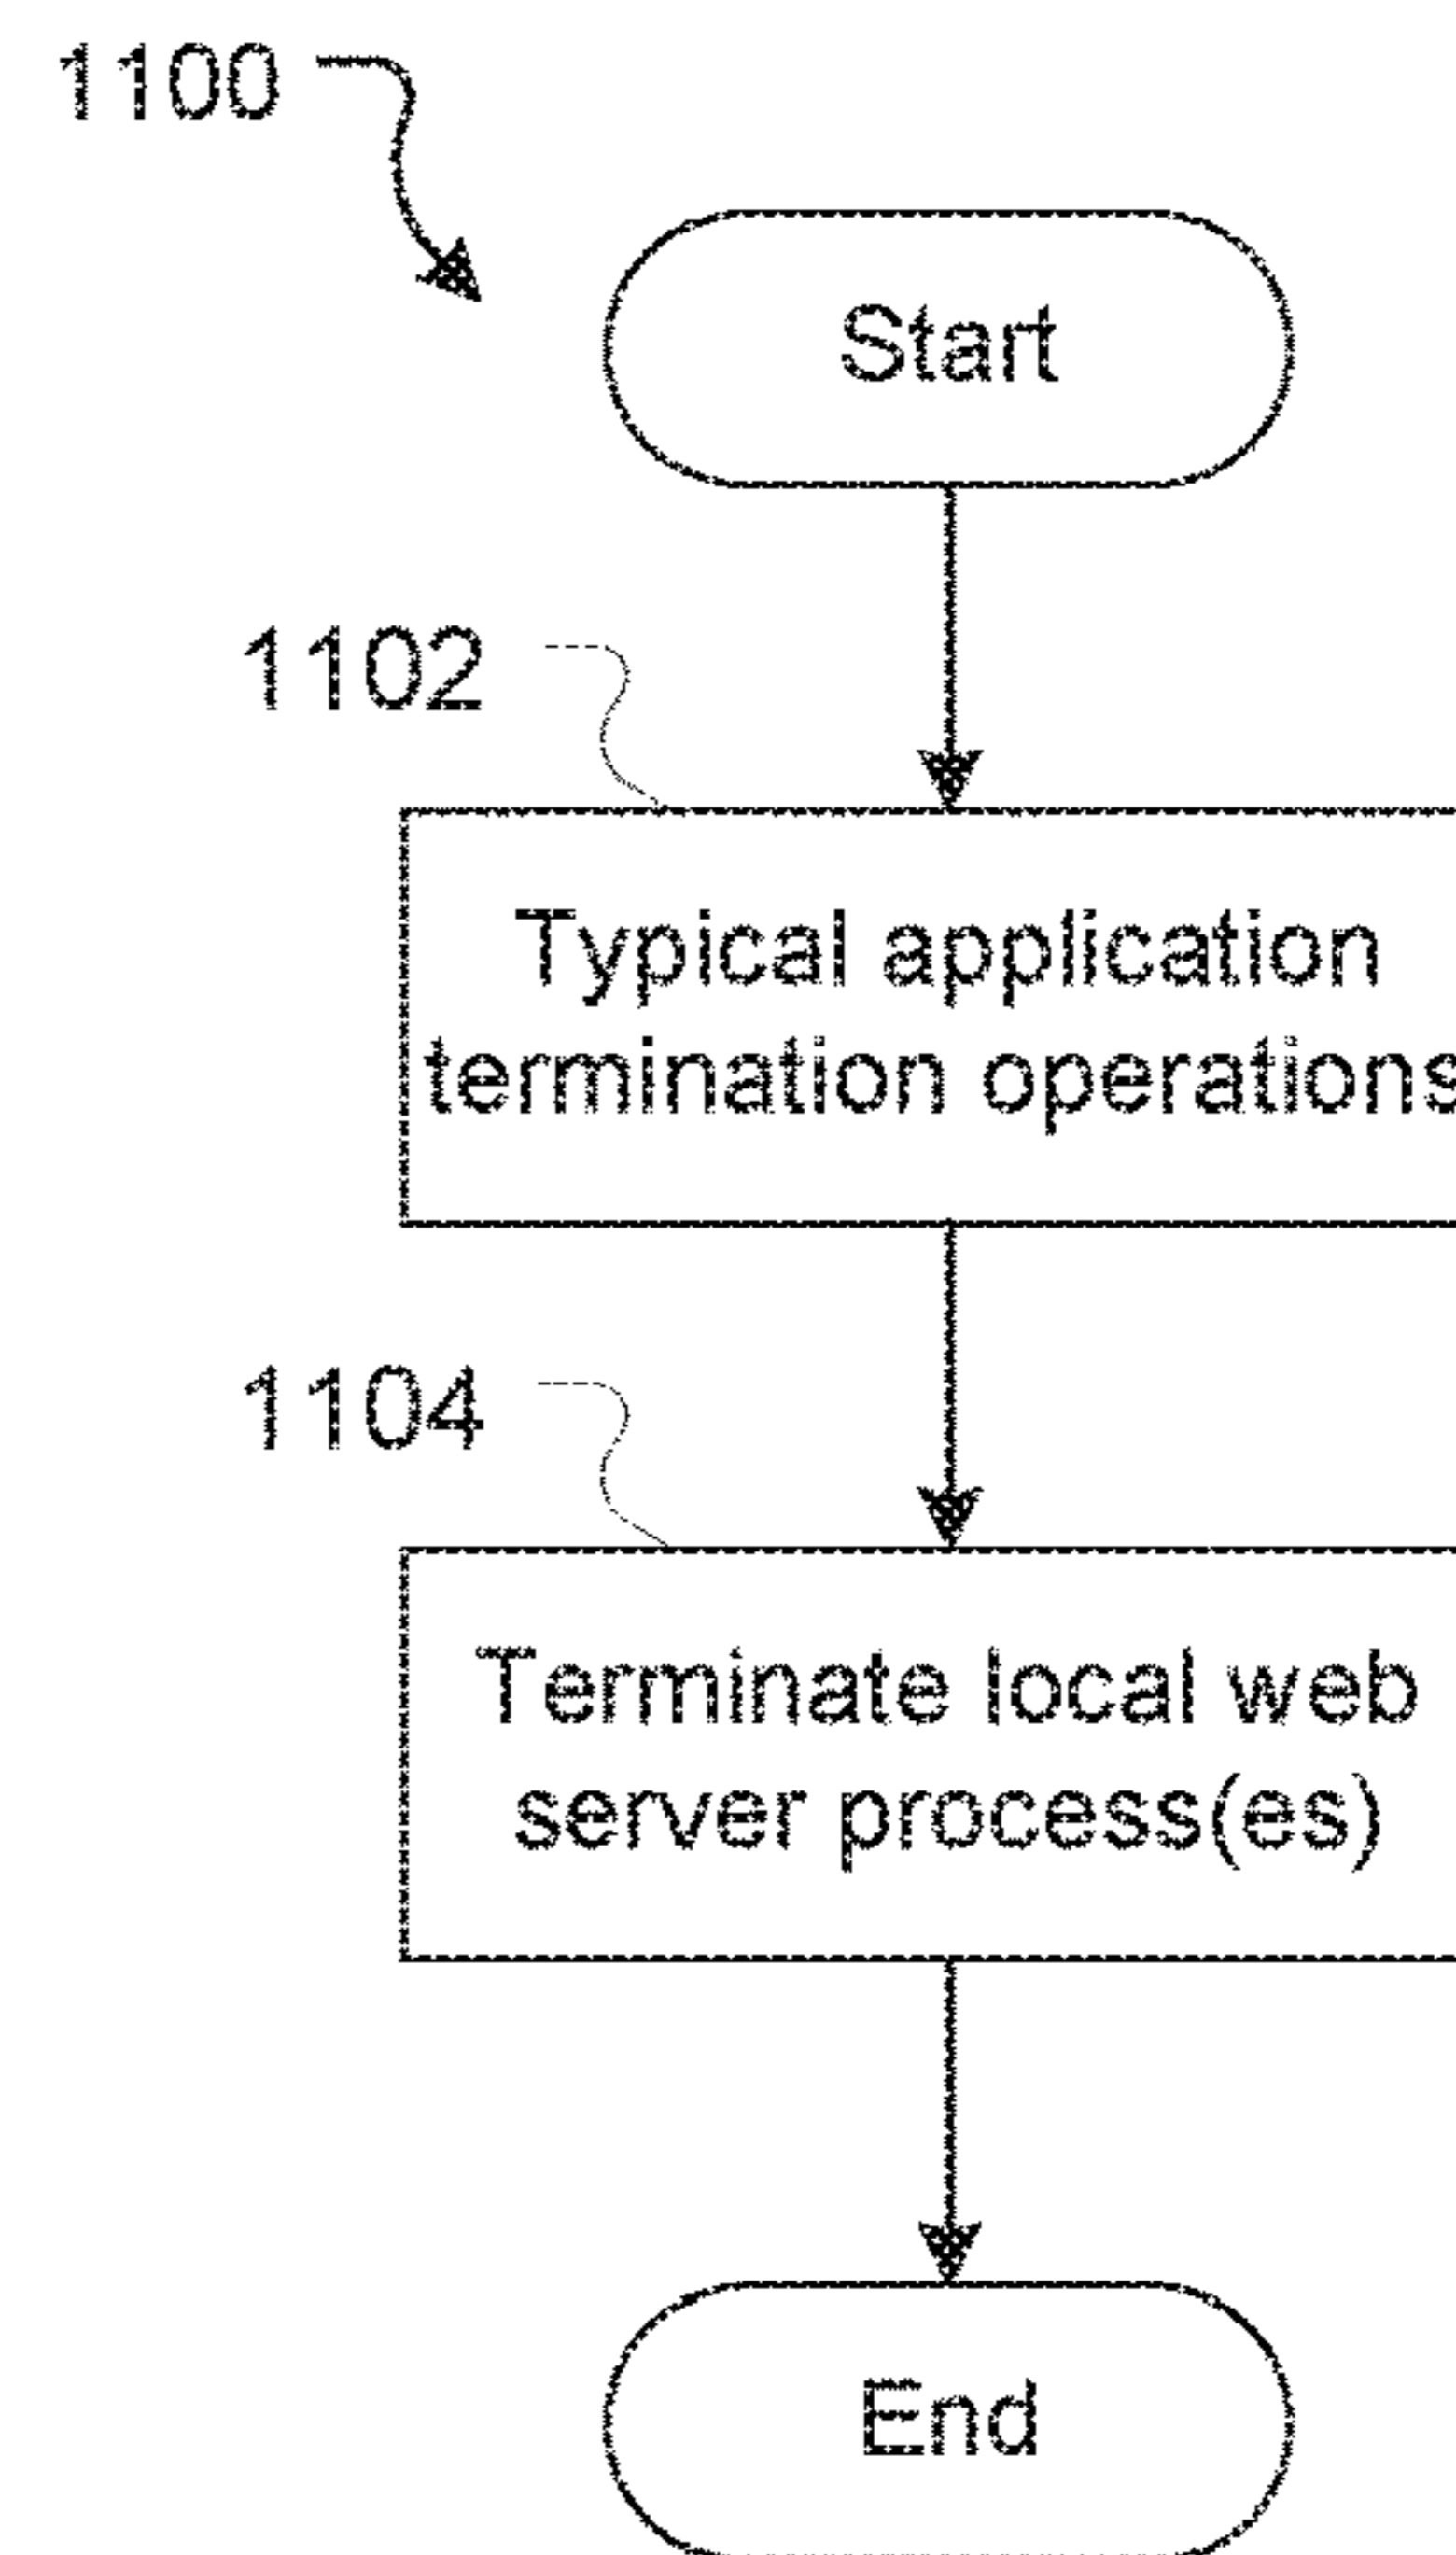 1100
Start
1102
Typical application
termination operations
1104
Terminate local web
server process(es)
End